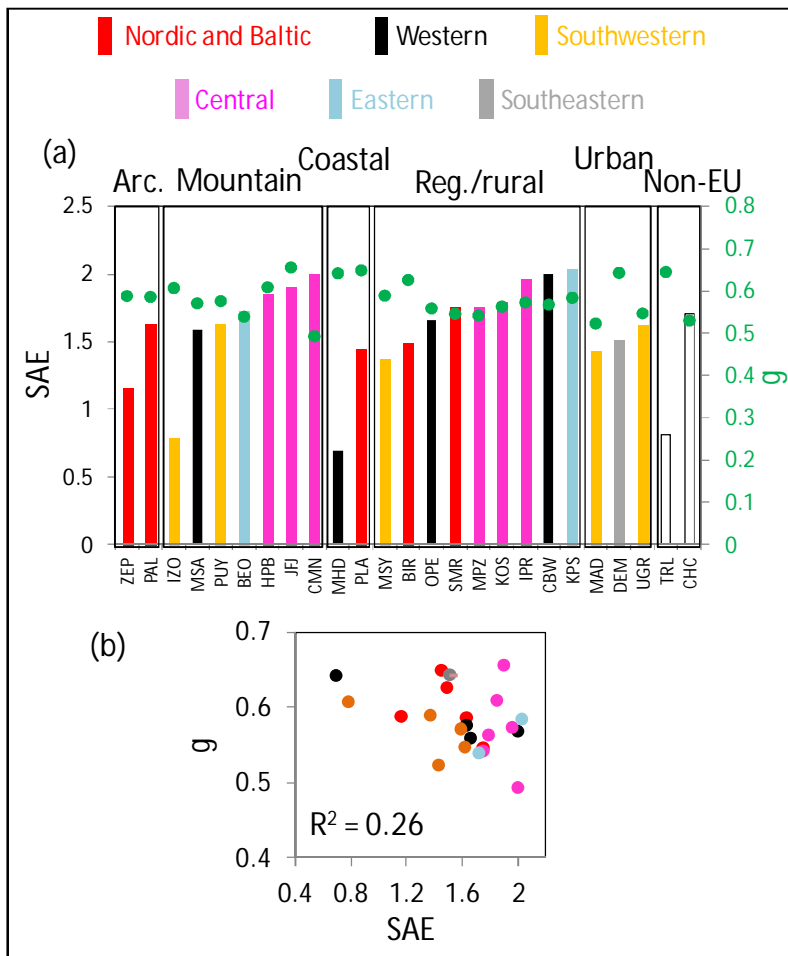 Nordic and Baltic Western Southwestern
Central Eastern Southeastern
(a)
Arc. Mountain Coastal Reg./rural Urban Non-EU
2.5
2
1.5
1
0.5
0
SAE
0.8
0.7
0.6
0.5
0.4
0.3
0.2
0.1
0
g
ZEP PAL IZO MSA PUY BEO HPB JFJ CMN MHD PLA MSY BIR OPE SMR MPZ KOS IPR CBW KPS MAD DEM UGR TRL CHC
(b)
0.7
0.6
0.5
0.4
g
R² = 0.26
0.4 0.8 1.2 1.6 2
SAE